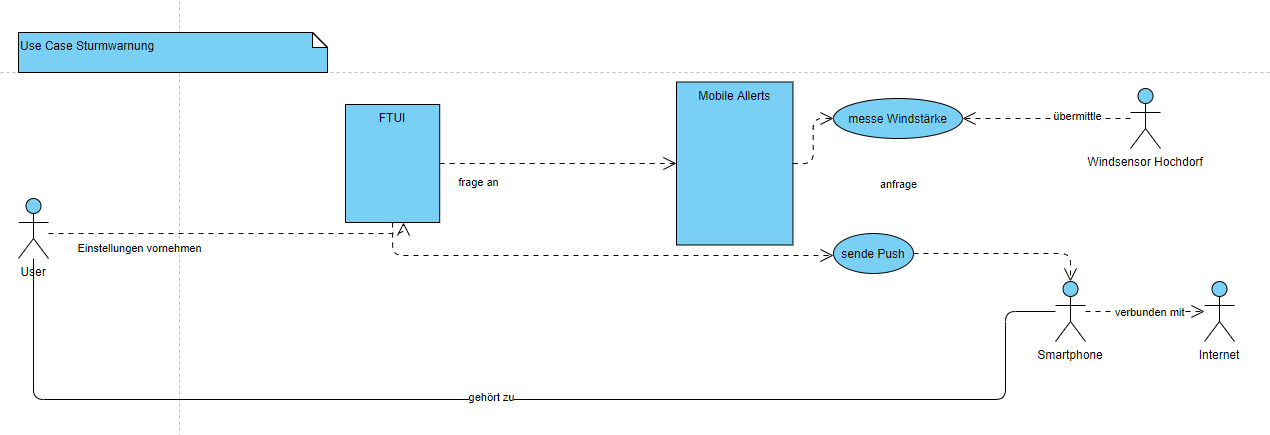 Use Case Sturmwarnung
FTUI
Mobile Allerts
messe Windstärke
übermittle
Windsensor Hochdorf
frage an
anfrage
User
Einstellungen vornehmen
sende Push
Smartphone
verbunden mit
Internet
gehört zu